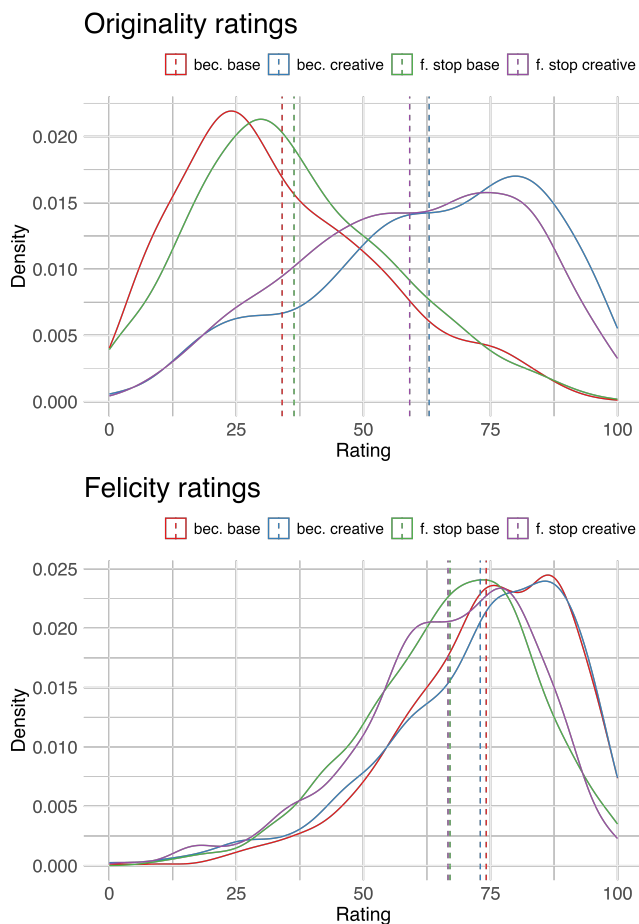 Originality ratings
bec. base bec. creative f. stop base f. stop creative
0.020
0.015
0.010
0.005
0.000
Density
0 25 50 75 100
Rating
Felicity ratings
bec. base bec. creative f. stop base f. stop creative
0.025
0.020
0.015
0.010
0.005
0.000
Density
0 25 50 75 100
Rating